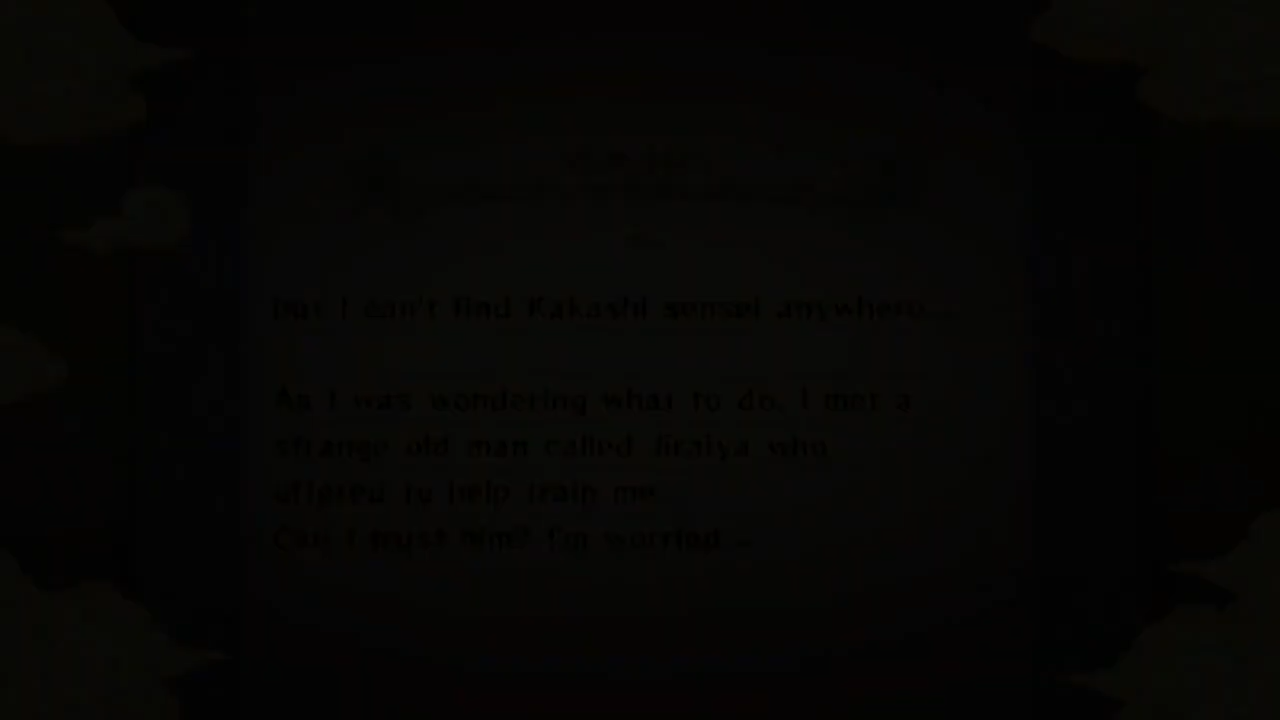 But I can't find Kakashi sensei anywhere...
As I was wondering what to do, I met a
strange old man called Jiraiya who
offered to help train me.
Can I trust him? I'm worried...